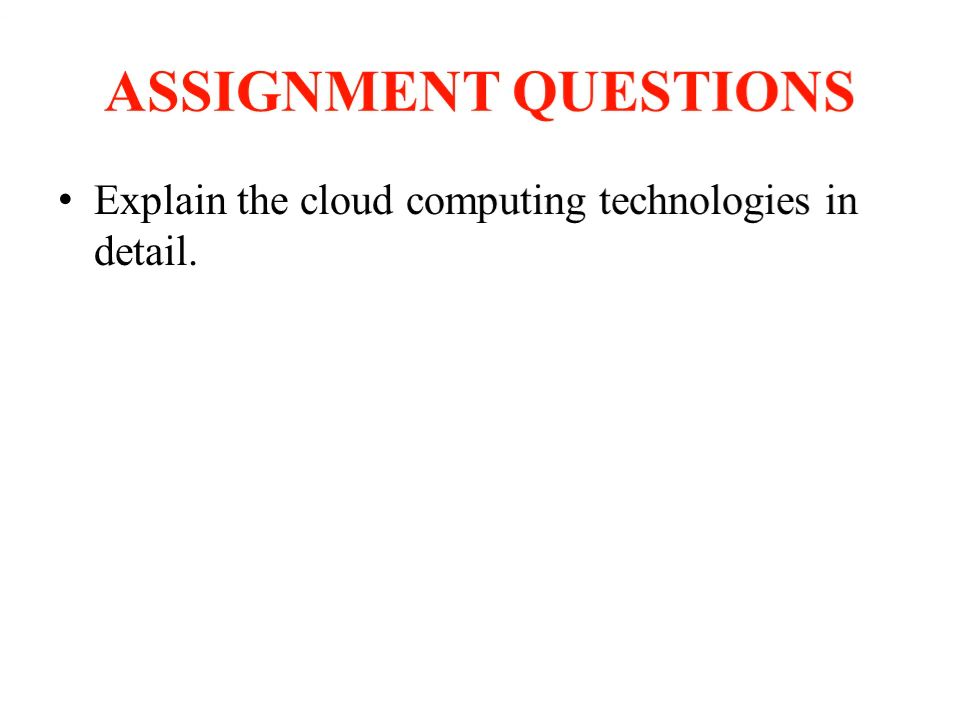 ASSIGNMENT QUESTIONS
• Explain the cloud computing technologies in
detail.